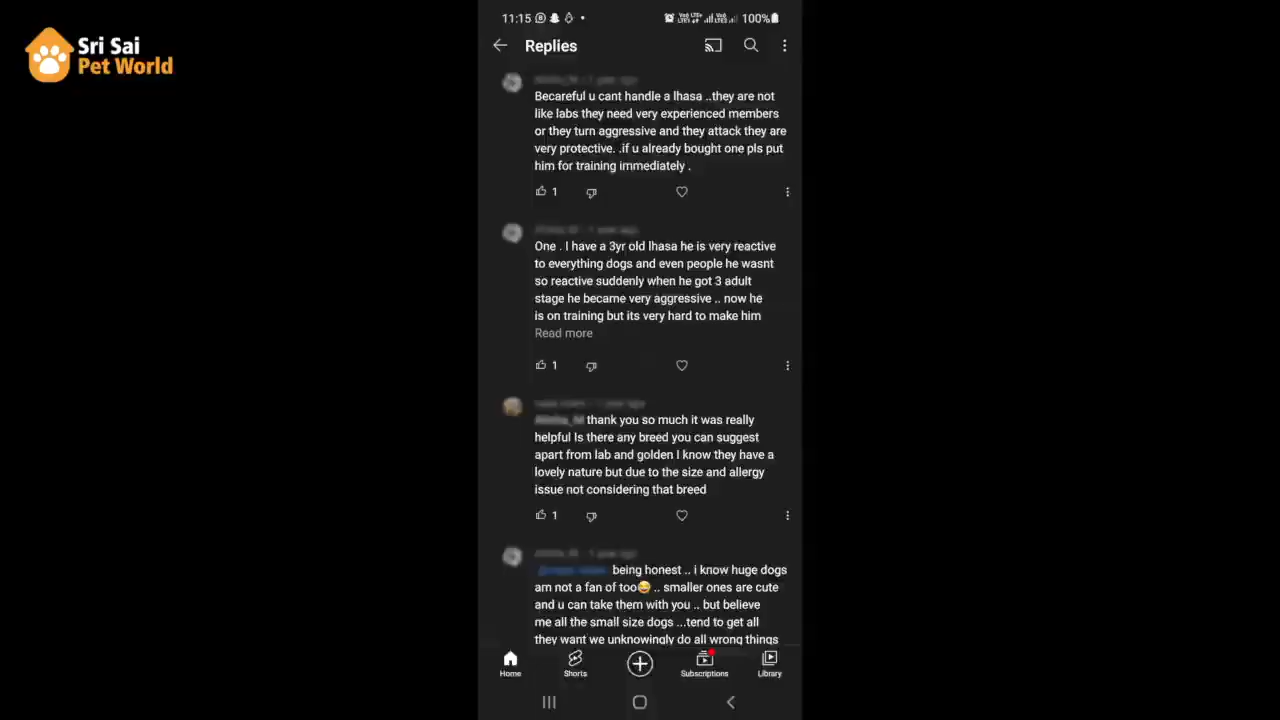 Sri Sai
Pet World
11:15
100%
Replies
Becareful u cant handle a lhasa ..they are not
like labs they need very experienced members
or they turn aggressive and they attack they are
very protective. .if u already bought one pls put
him for training immediately .
1
One . I have a 3yr old lhasa he is very reactive
to everything dogs and even people he wasnt
so reactive suddenly when he got 3 adult
stage he became very aggressive .. now he
is on training but its very hard to make him
Read more
1
thank you so much it was really
helpful Is there any breed you can suggest
apart from lab and golden I know they have a
lovely nature but due to the size and allergy
issue not considering that breed
1
being honest .. i know huge dogs
am not a fan of too😂 .. smaller ones are cute
and u can take them with you .. but believe
me all the small size dogs ...tend to get all
they want we unknowingly do all wrong things
Home
Shorts
Subscriptions
Library